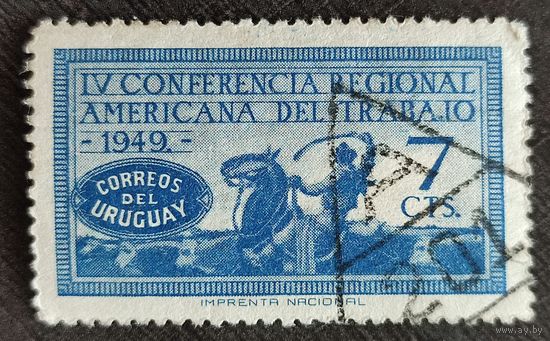 IV CONFERENCIA REGIONAL
AMERICANA DEL TRABAJO
- 1949. -
CORREOS
DEL
URUGUAY
7
CTS.
IMPRENTA NACIONAL
www.ay.by